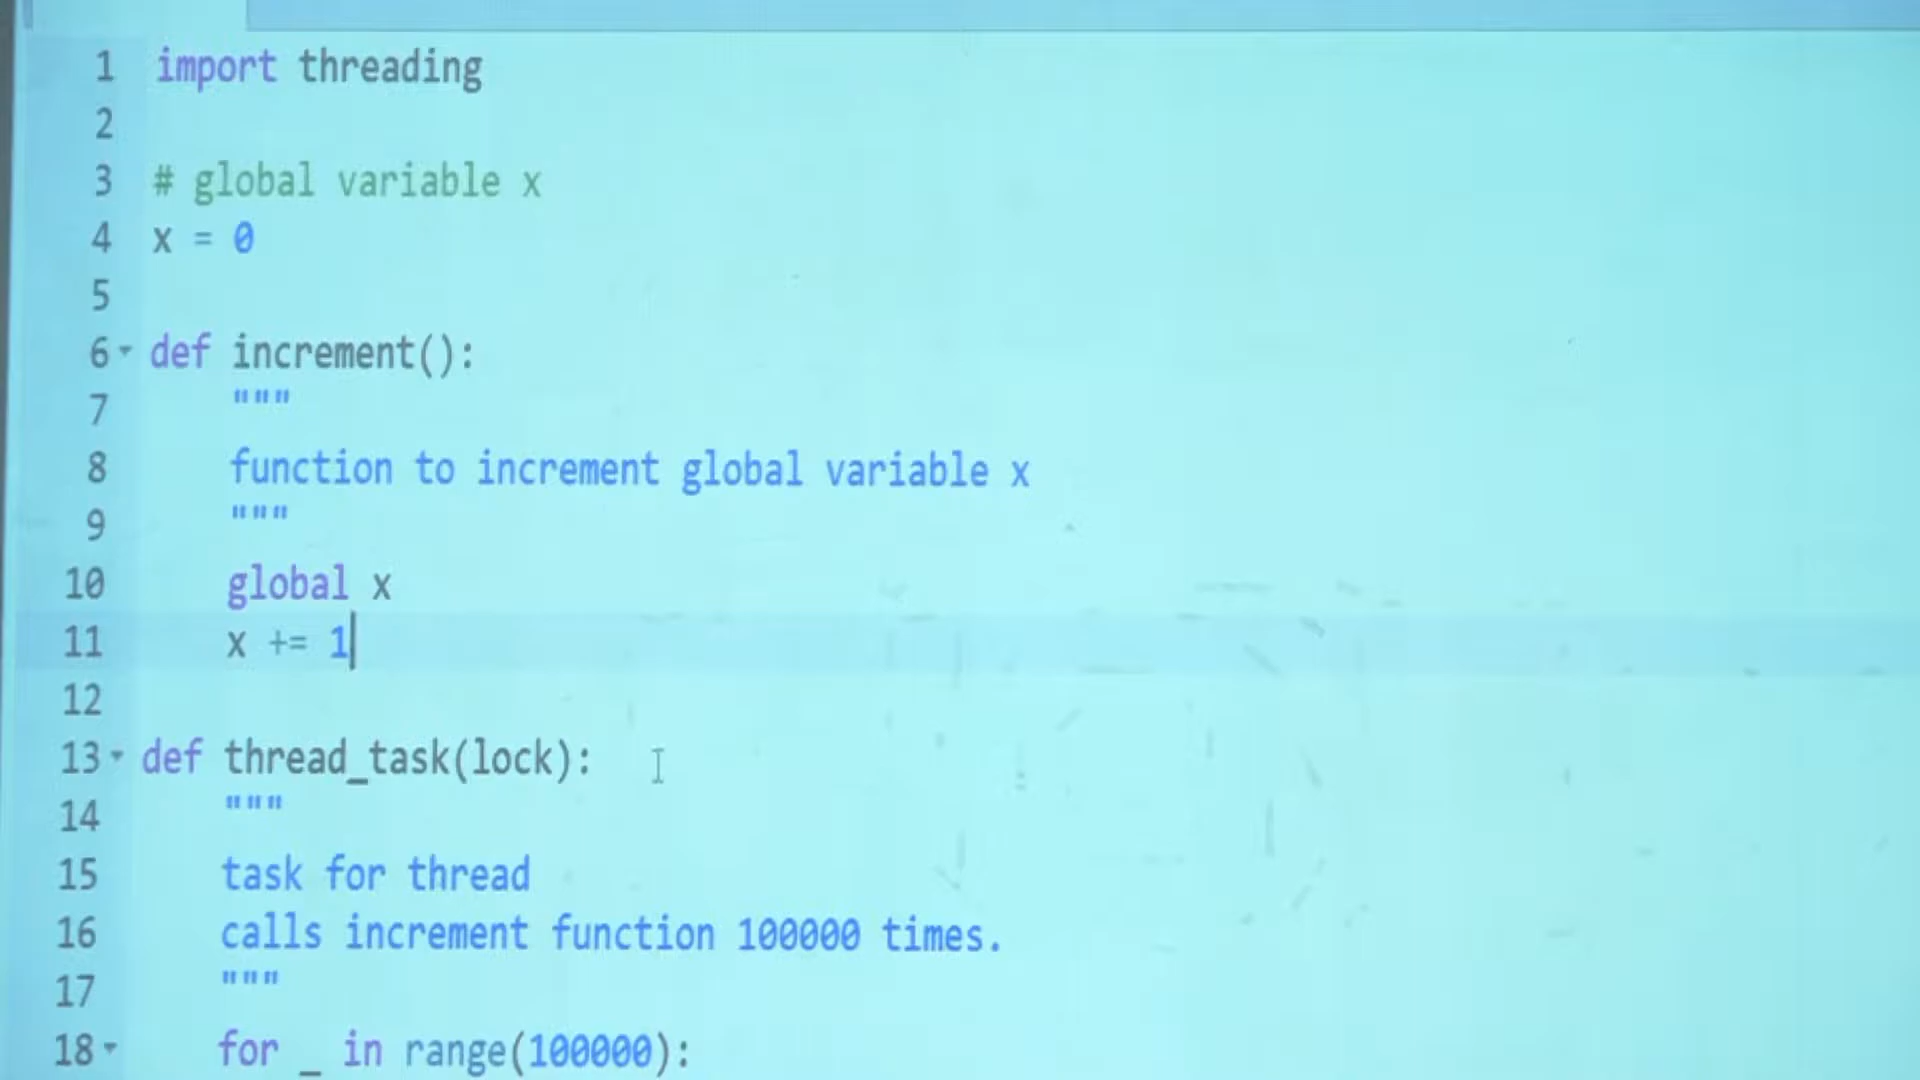 1 import threading
2
3 # global variable x
4 x = 0
5
6 def increment():
7     """
8     function to increment global variable x
9     """
10     global x
11     x += 1
12
13 def thread_task(lock):
14     """
15     task for thread
16     calls increment function 100000 times.
17     """
18     for _ in range(100000):